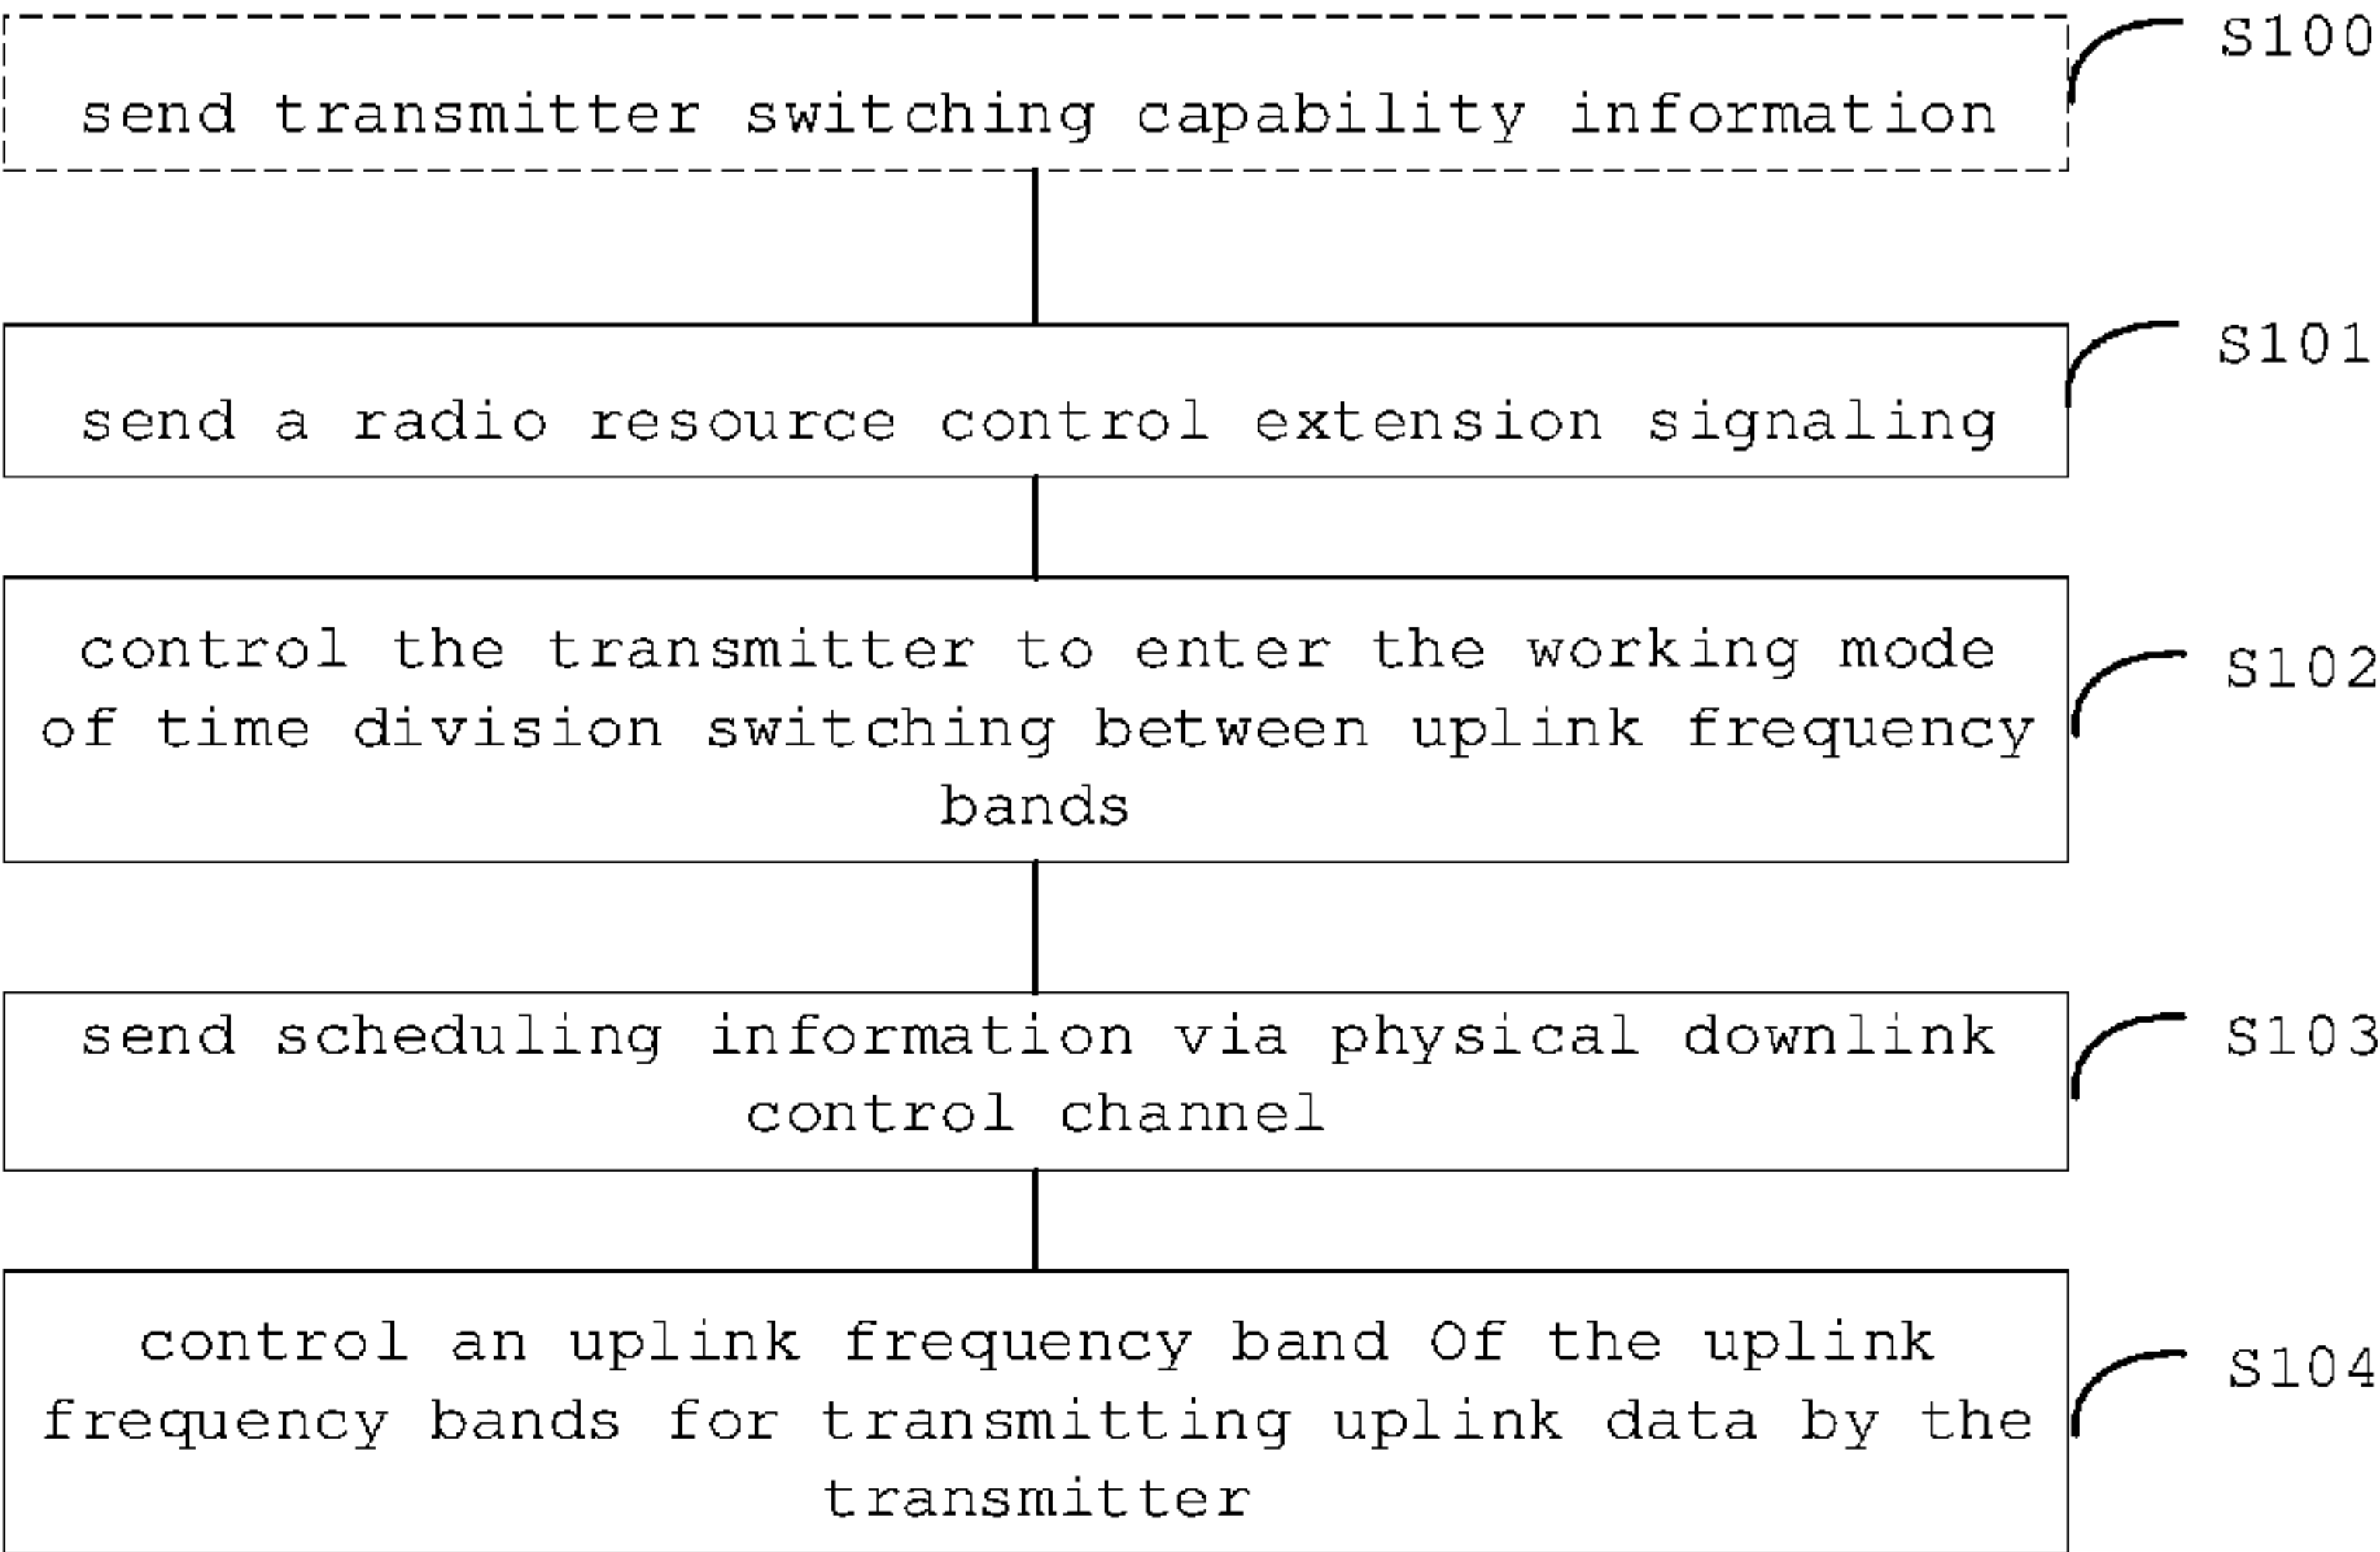 S100
send transmitter switching capability information
S101
send a radio resource control extension signaling
control the transmitter to enter the working mode
S102
of time division switching between uplink frequency
bands
send scheduling information via physical downlink
S103
control channel
control an uplink frequency band Of the uplink
S104
frequency bands for transmitting uplink data by the
transmitter